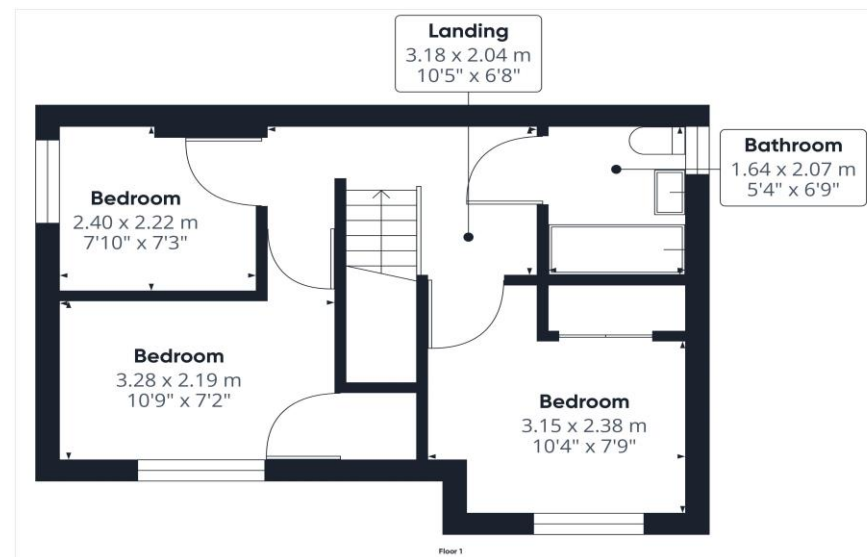 Landing
3.18 x 2.04 m
10'5" x 6'8"
Bathroom
1.64 x 2.07 m
5'4" x 6'9"
Bedroom
2.40 x 2.22 m
7'10" x 7'3"
Bedroom
3.28 x 2.19 m
10'9" x 7'2"
Bedroom
3.15 x 2.38 m
10'4" x 7'9"
Floor 1